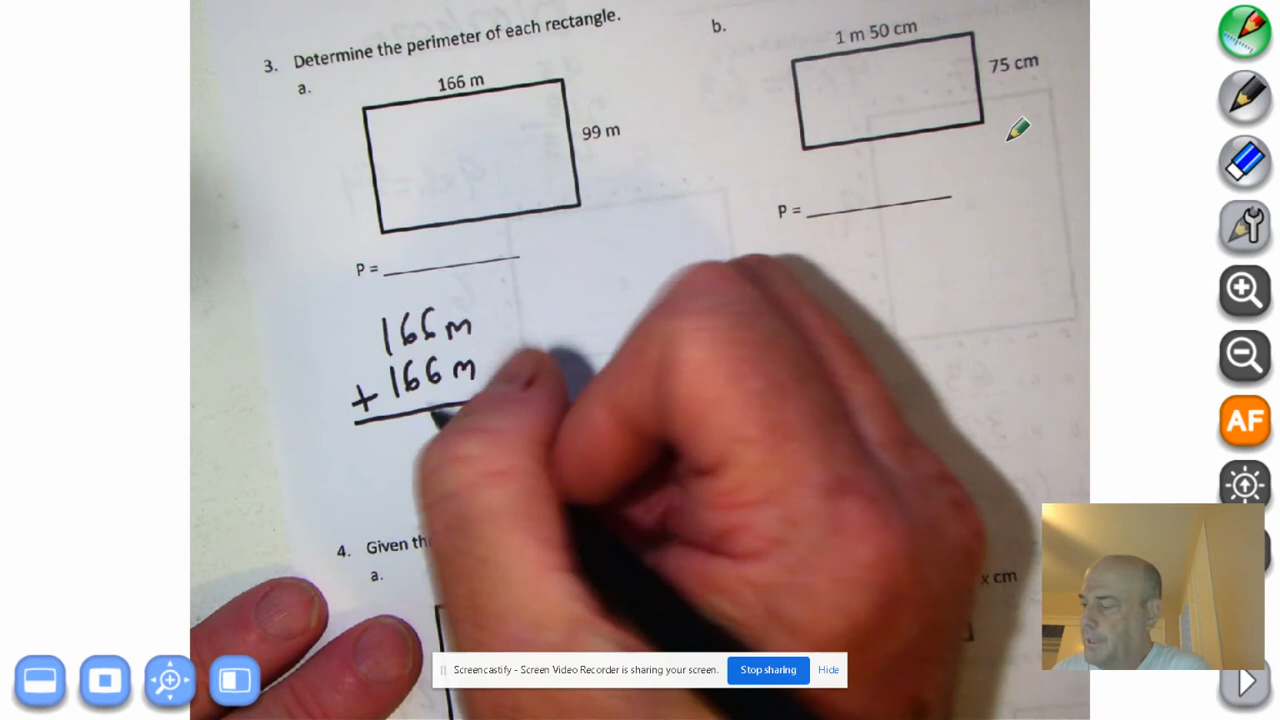 3. Determine the perimeter of each rectangle.
a.
166 m
99 m
P =
166 m
+ 166 m
b.
1 m 50 cm
75 cm
P =
4. Given th
a.
x cm
AF
Screencastify - Screen Video Recorder is sharing your screen.
Stop sharing
Hide